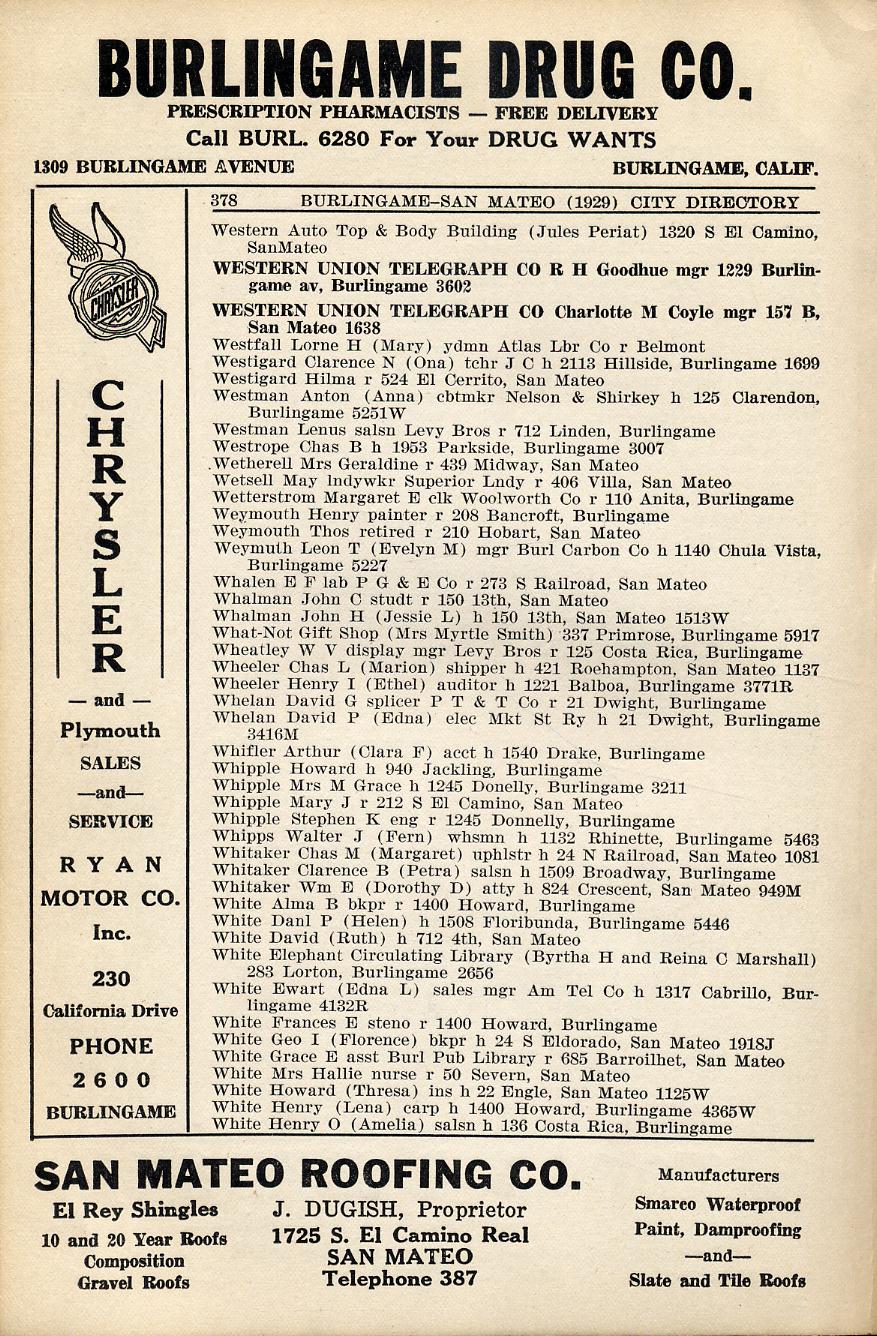 BURLINGAME DRUG CO.
PRESCRIPTION PHARMACISTS — FREE DELIVERY
Call BURL. 6280 For Your DRUG WANTS
1309 BURLINGAME AVENUE BURLINGAME, CALIF.
CHRYSLER
CHRYSLER
— and —
Plymouth
SALES
—and—
SERVICE
RYAN
MOTOR CO.
Inc.
230
California Drive
PHONE
2600
BURLINGAME
378 BURLINGAME–SAN MATEO (1929) CITY DIRECTORY
Western Auto Top & Body Building (Jules Periat) 1320 S El Camino,
SanMateo
WESTERN UNION TELEGRAPH CO R H Goodhue mgr 1229 Burlin-
game av, Burlingame 3602
WESTERN UNION TELEGRAPH CO Charlotte M Coyle mgr 157 B,
San Mateo 1638
Westfall Lorne H (Mary) ydmn Atlas Lbr Co r Belmont
Westigard Clarence N (Ona) tchr J C h 2113 Hillside, Burlingame 1699
Westigard Hilma r 524 El Cerrito, San Mateo
Westman Anton (Anna) cbtmkr Nelson & Shirkey h 125 Clarendon,
Burlingame 5251W
Westman Lenus salsn Levy Bros r 712 Linden, Burlingame
Westrope Chas B h 1953 Parkside, Burlingame 3007
Wetherell Mrs Geraldine r 439 Midway, San Mateo
Wetsell May lndywkr Superior Lndy r 406 Villa, San Mateo
Wetterstrom Margaret E clk Woolworth Co r 110 Anita, Burlingame
Weymouth Henry painter r 208 Bancroft, Burlingame
Weymouth Thos retired r 210 Hobart, San Mateo
Weymuth Leon T (Evelyn M) mgr Burl Carbon Co h 1140 Chula Vista,
Burlingame 5227
Whalen E F lab P G & E Co r 273 S Railroad, San Mateo
Whalman John C studt r 150 13th, San Mateo
Whalman John H (Jessie L) h 150 13th, San Mateo 1513W
What-Not Gift Shop (Mrs Myrtle Smith) 337 Primrose, Burlingame 5917
Wheatley W V display mgr Levy Bros r 125 Costa Rica, Burlingame
Wheeler Chas L (Marion) shipper h 421 Roehampton, San Mateo 1137
Wheeler Henry I (Ethel) auditor h 1221 Balboa, Burlingame 3771R
Whelan David G splicer P T & T Co r 21 Dwight, Burlingame
Whelan David P (Edna) elec Mkt St Ry h 21 Dwight, Burlingame
3416M
Whifler Arthur (Clara F) acct h 1540 Drake, Burlingame
Whipple Howard h 940 Jackling, Burlingame
Whipple Mrs M Grace h 1245 Donelly, Burlingame 3211
Whipple Mary J r 212 S El Camino, San Mateo
Whipple Stephen K eng r 1245 Donnelly, Burlingame
Whipps Walter J (Fern) whsmn h 1132 Rhinette, Burlingame 5463
Whitaker Chas M (Margaret) uphlstr h 24 N Railroad, San Mateo 1081
Whitaker Clarence B (Petra) salsn h 1509 Broadway, Burlingame
Whitaker Wm E (Dorothy D) atty h 824 Crescent, San Mateo 949M
White Alma B bkpr r 1400 Howard, Burlingame
White Danl P (Helen) h 1508 Floribunda, Burlingame 5446
White David (Ruth) h 712 4th, San Mateo
White Elephant Circulating Library (Byrtha H and Reina C Marshall)
283 Lorton, Burlingame 2656
White Ewart (Edna L) sales mgr Am Tel Co h 1317 Cabrillo, Bur-
lingame 4132R
White Frances E steno r 1400 Howard, Burlingame
White Geo I (Florence) bkpr h 24 S Eldorado, San Mateo 1918J
White Grace E asst Burl Pub Library r 685 Barroilhet, San Mateo
White Mrs Hallie nurse r 50 Severn, San Mateo
White Howard (Thresa) ins h 22 Engle, San Mateo 1125W
White Henry (Lena) carp h 1400 Howard, Burlingame 4365W
White Henry O (Amelia) salsn h 136 Costa Rica, Burlingame
SAN MATEO ROOFING CO.
El Rey Shingles
10 and 20 Year Roofs
Composition
Gravel Roofs
J. DUGISH, Proprietor
1725 S. El Camino Real
SAN MATEO
Telephone 387
Manufacturers
Smarco Waterproof
Paint, Dampproofing
—and—
Slate and Tile Roofs